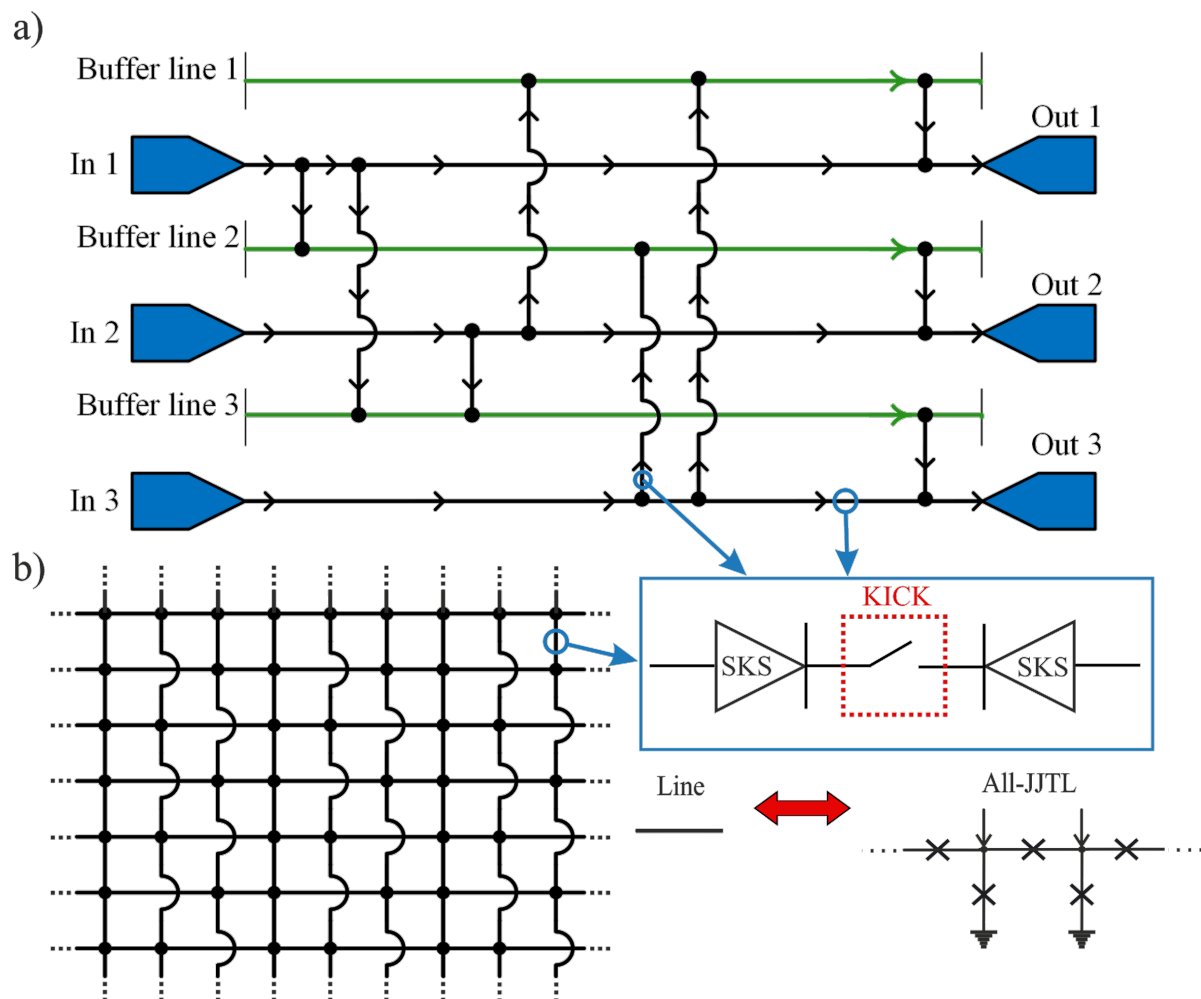 a)
Buffer line 1
In 1
Out 1
Buffer line 2
In 2
Out 2
Buffer line 3
In 3
Out 3
b)
KICK
SKS
SKS
Line
All-JJTL